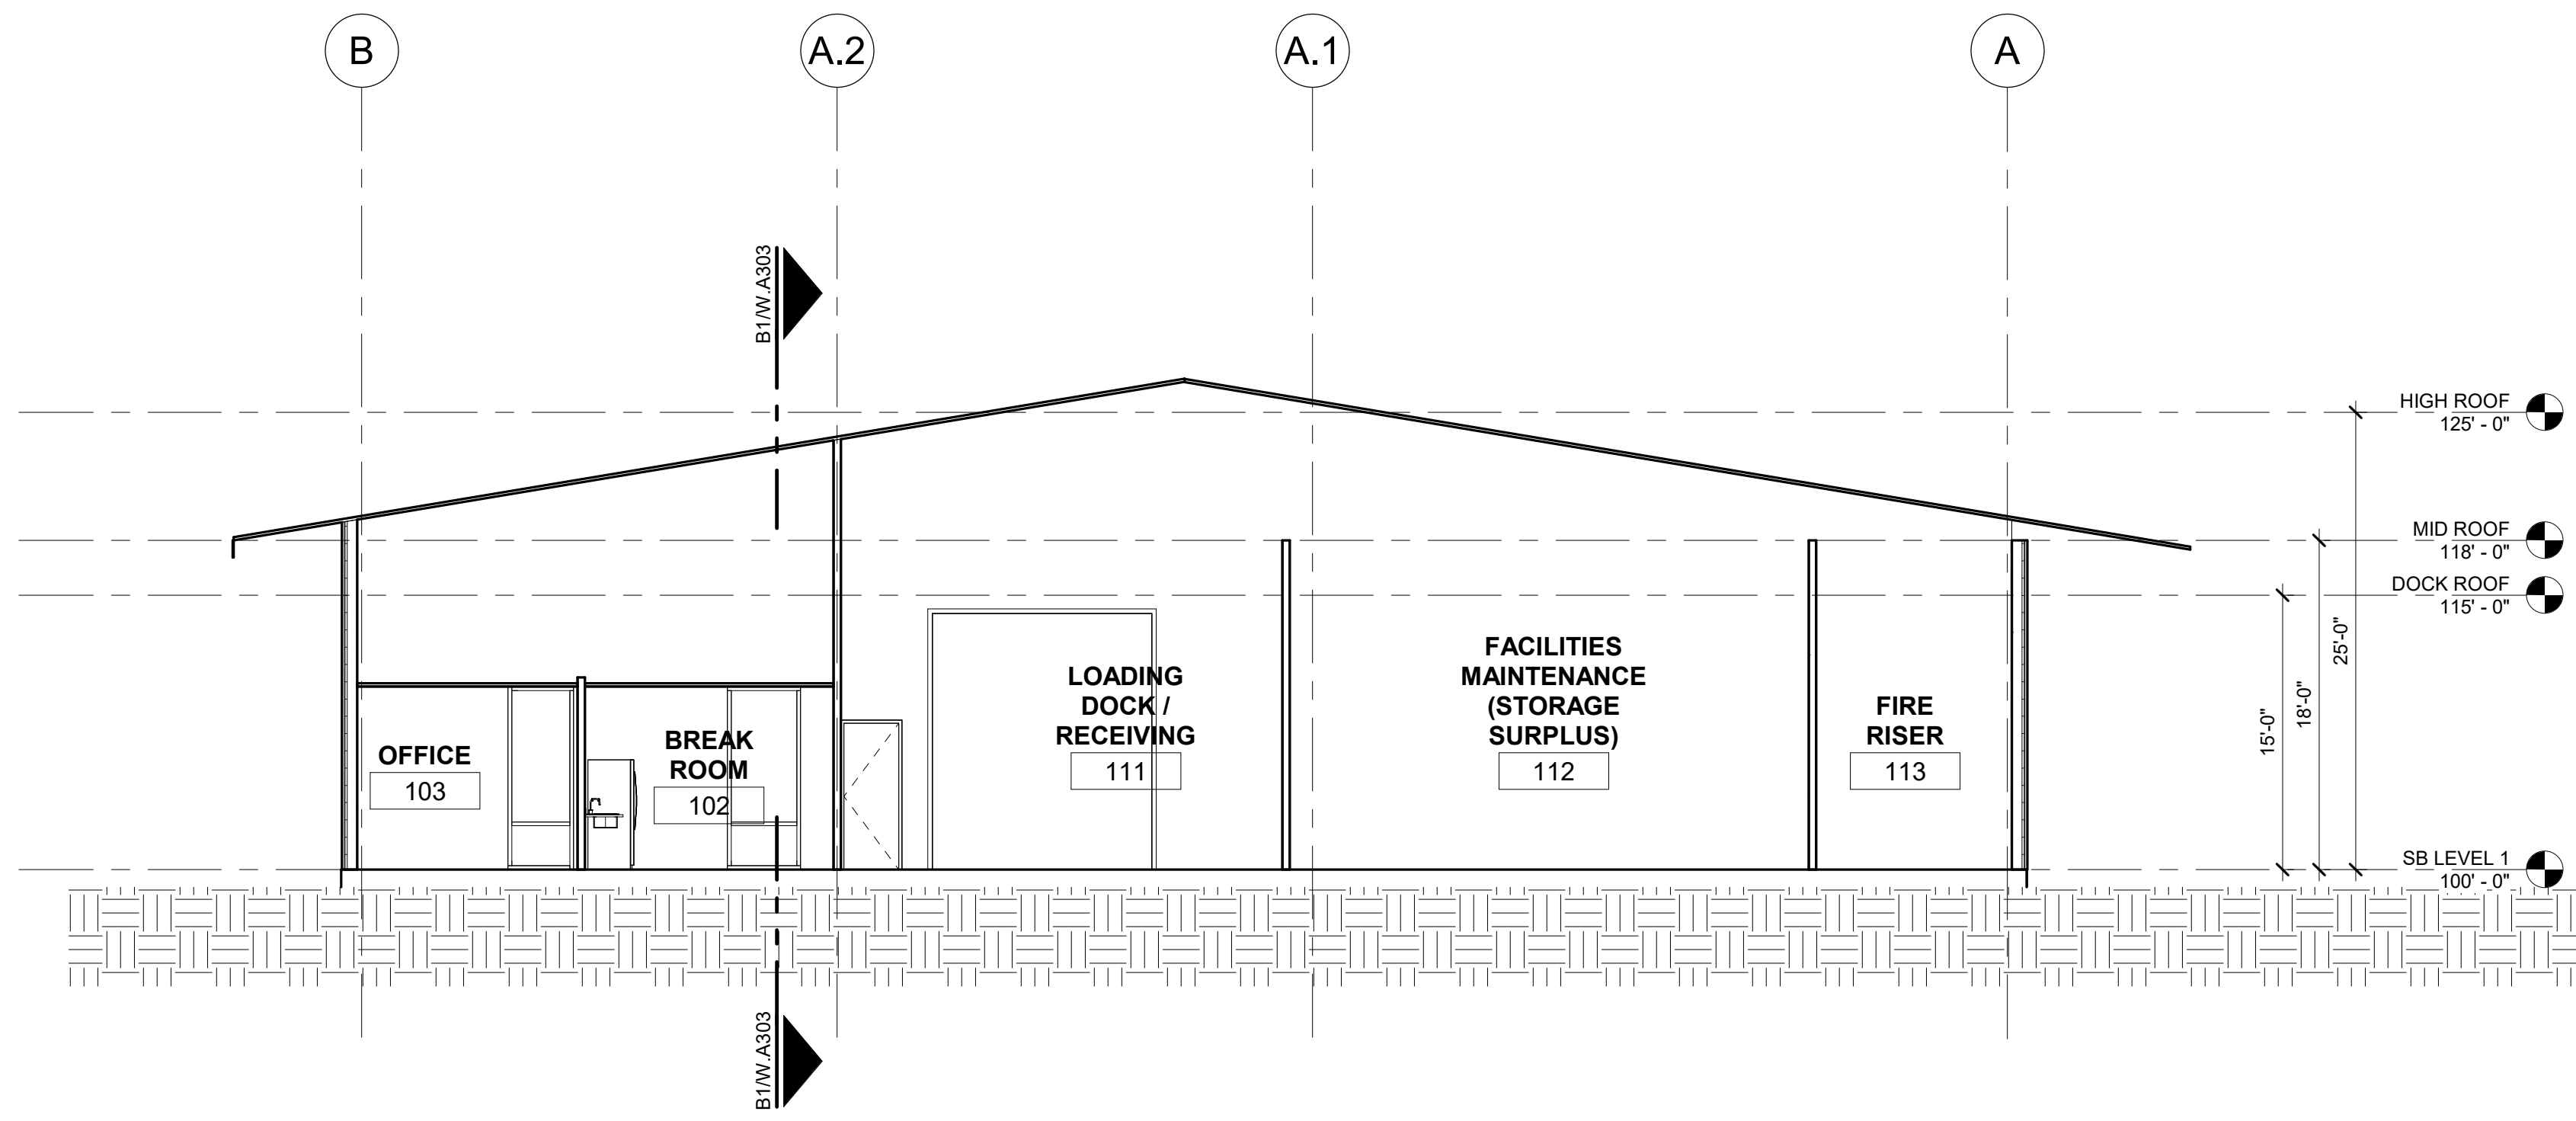 B
A.2
A.1
A
B1/W.A303
HIGH ROOF
125' - 0"
MID ROOF
118' - 0"
DOCK ROOF
115' - 0"
25'-0"
18'-0"
15'-0"
LOADING
DOCK /
RECEIVING
111
FACILITIES
MAINTENANCE
(STORAGE
SURPLUS)
112
FIRE
RISER
113
OFFICE
103
BREAK
ROOM
102
SB LEVEL 1
100' - 0"
B1/W.A303